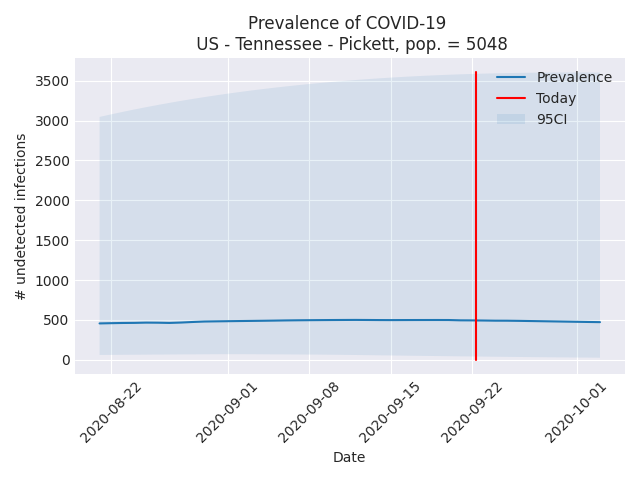 Prevalence of COVID-19
US - Tennessee - Pickett, pop. = 5048
Prevalence
Today
95CI
# undetected infections
3500
3000
2500
2000
1500
1000
500
0
2020-08-22
2020-09-01
2020-09-08
2020-09-15
2020-09-22
2020-10-01
Date